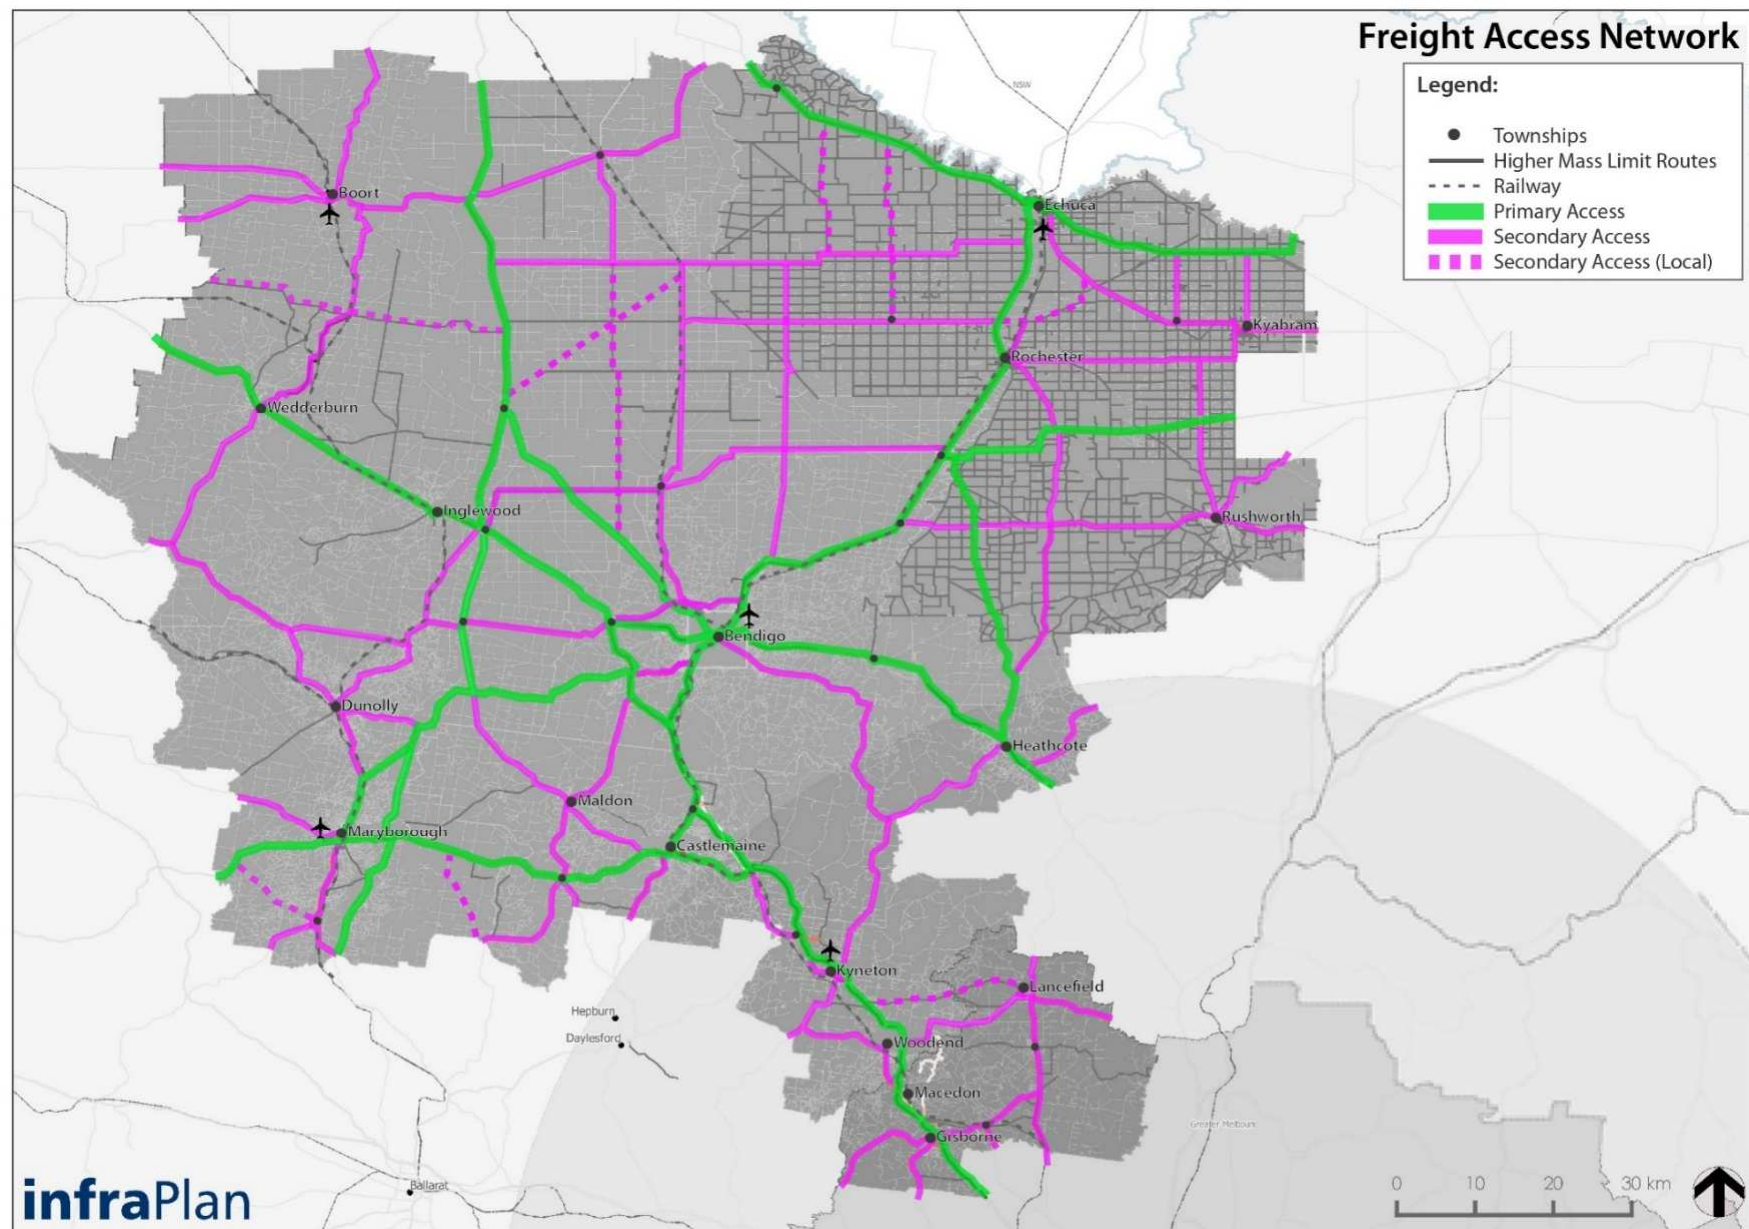 Freight Access Network
Legend:
Townships
Higher Mass Limit Routes
Railway
Primary Access
Secondary Access
Secondary Access (Local)
NSW
Boort
Echuca
Kyabram
Rochester
Wedderburn
Inglewood
Rushworth
Bendigo
Dunolly
Heathcote
Maldon
Maryborough
Castlemaine
Kyneton
Lancefield
Hepburn
Daylesford
Woodend
Macedon
Gisborne
Ballarat
infraPlan
0 10 20 30 km